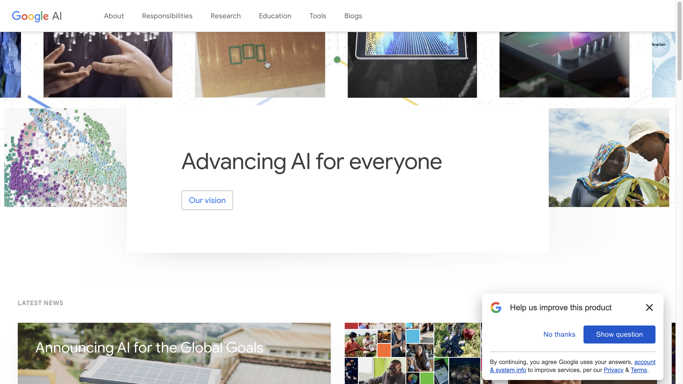 Google AI
About
Responsibilities
Research
Education
Tools
Blogs
Advancing AI for everyone
Our vision
LATEST NEWS
Announcing AI for the Global Goals
Help us improve this product
No thanks
Show question
By continuing, you agree Google uses your answers, account
& system info to improve services, per our Privacy & Terms.